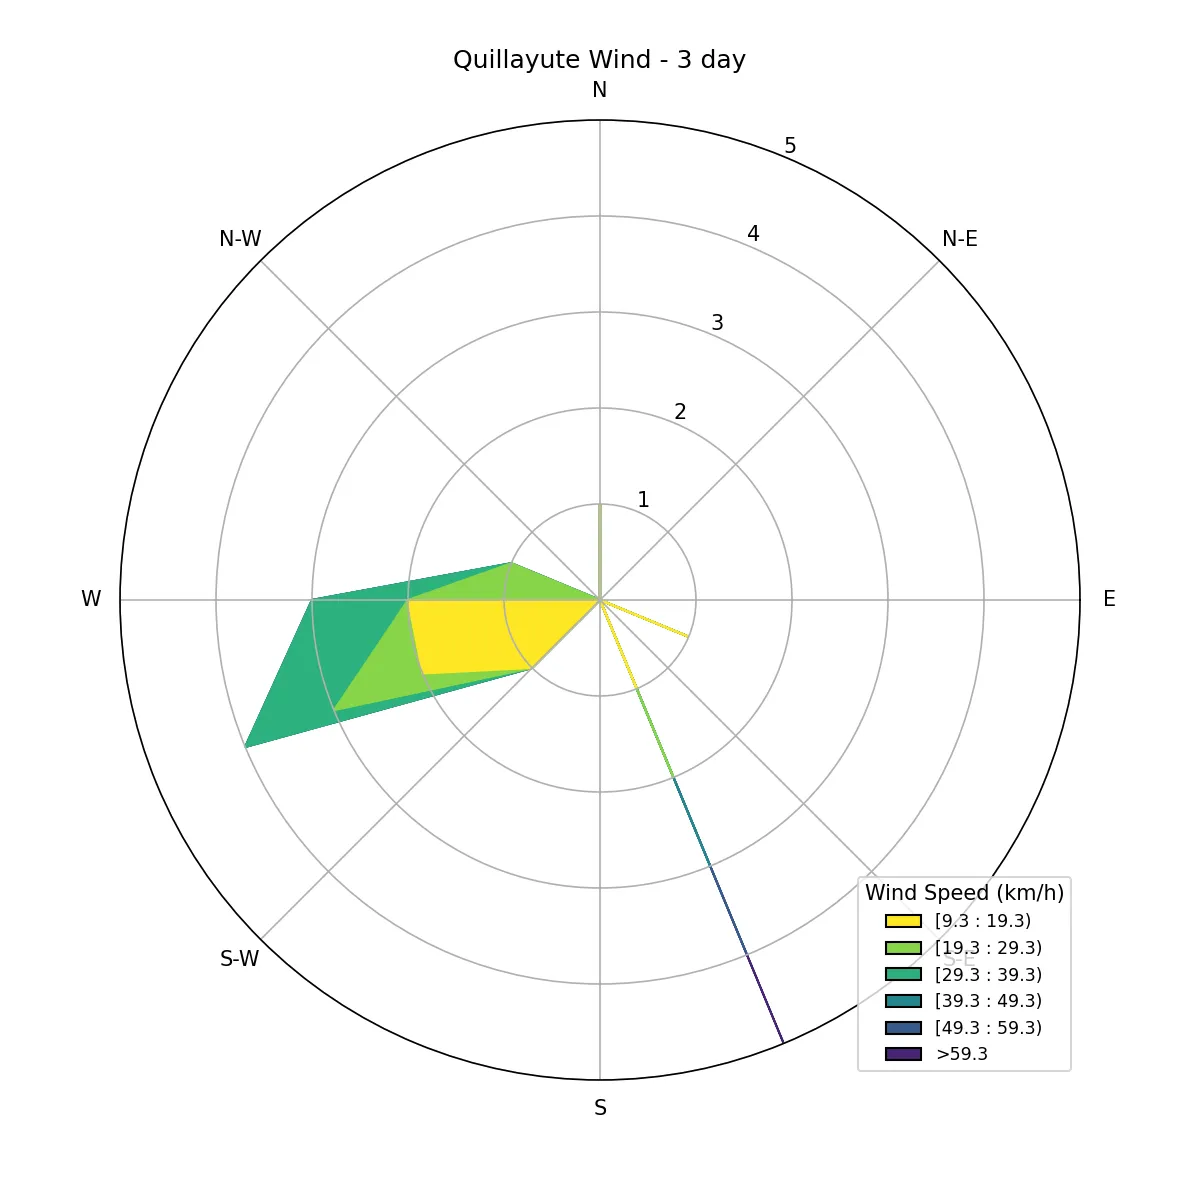 Quillayute Wind - 3 day
N
5
N-W
N-E
4
3
2
1
W
E
Wind Speed (km/h)
[9.3 : 19.3)
[19.3 : 29.3)
[29.3 : 39.3)
[39.3 : 49.3)
[49.3 : 59.3)
>59.3
S-W
S-E
S